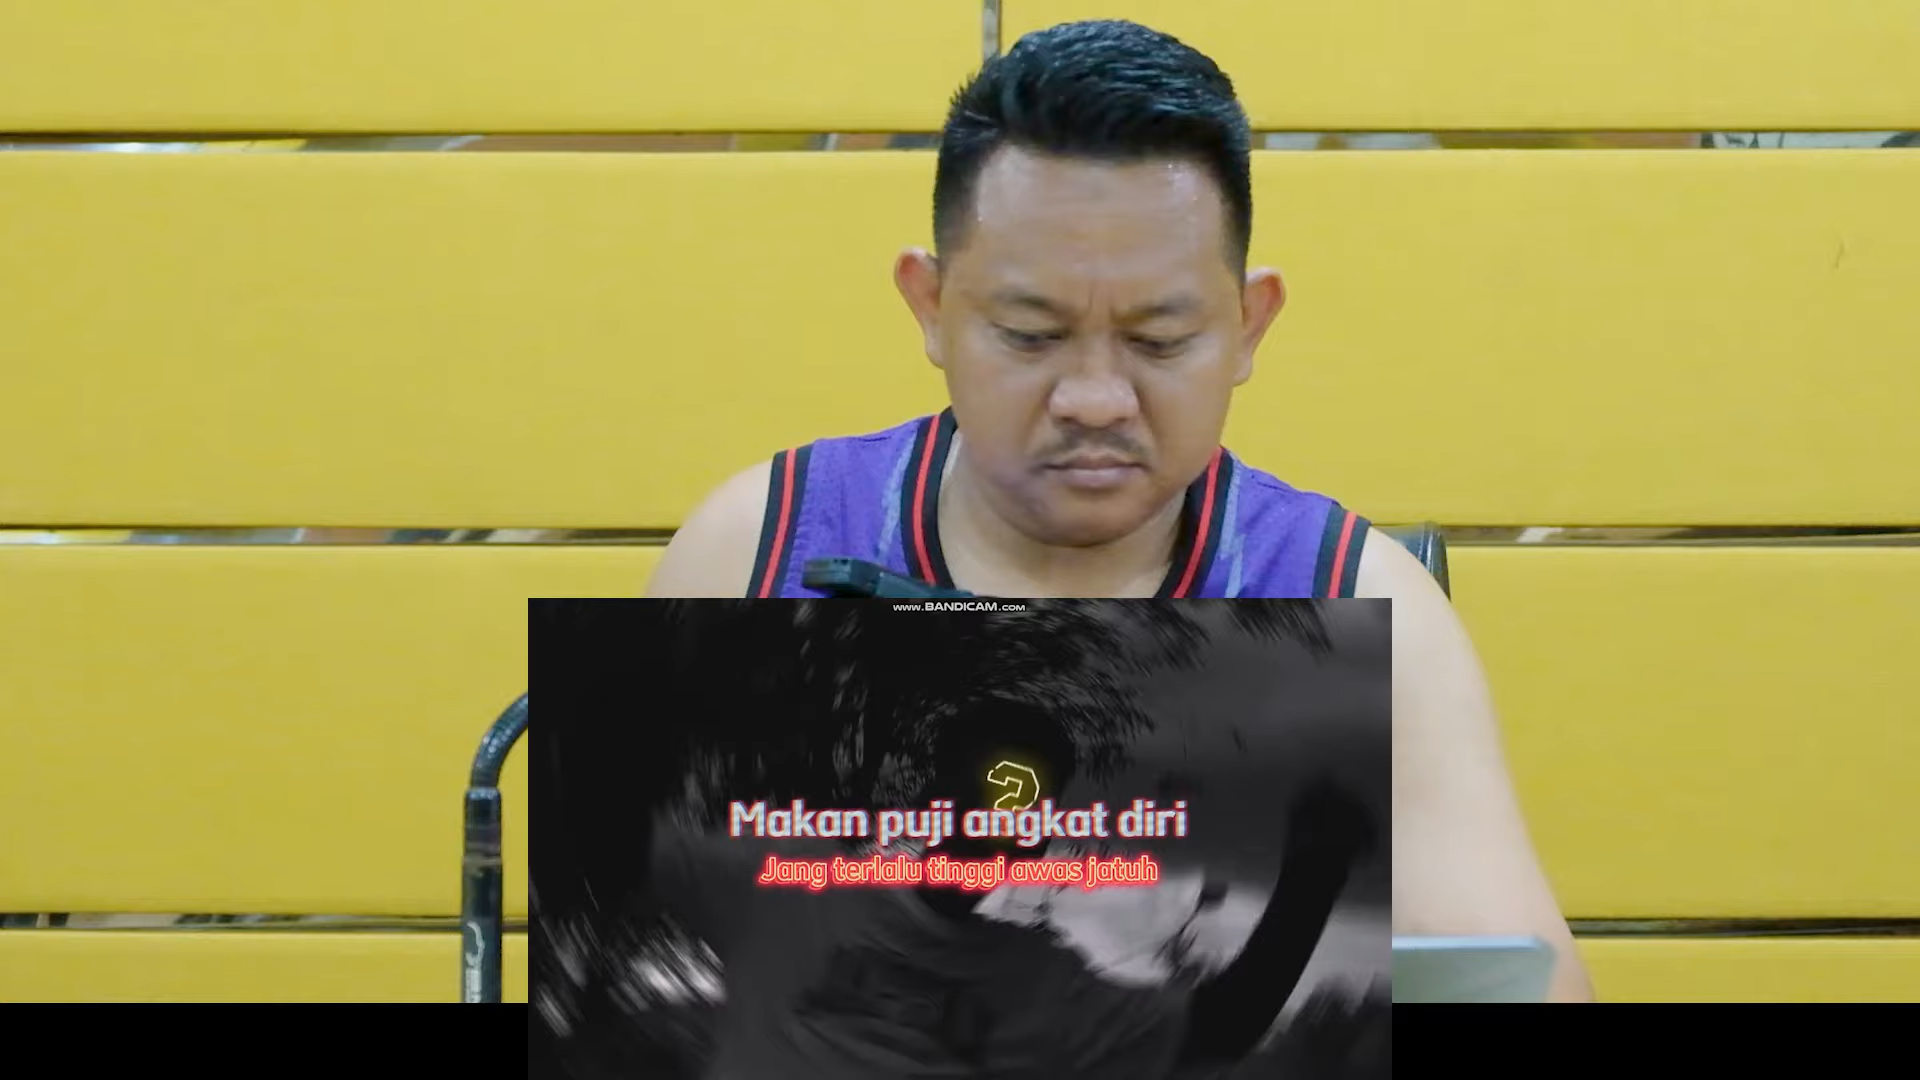 www.BANDICAM.com
Makan puji angkat diri
Jang terlalu tinggi awas jatuh